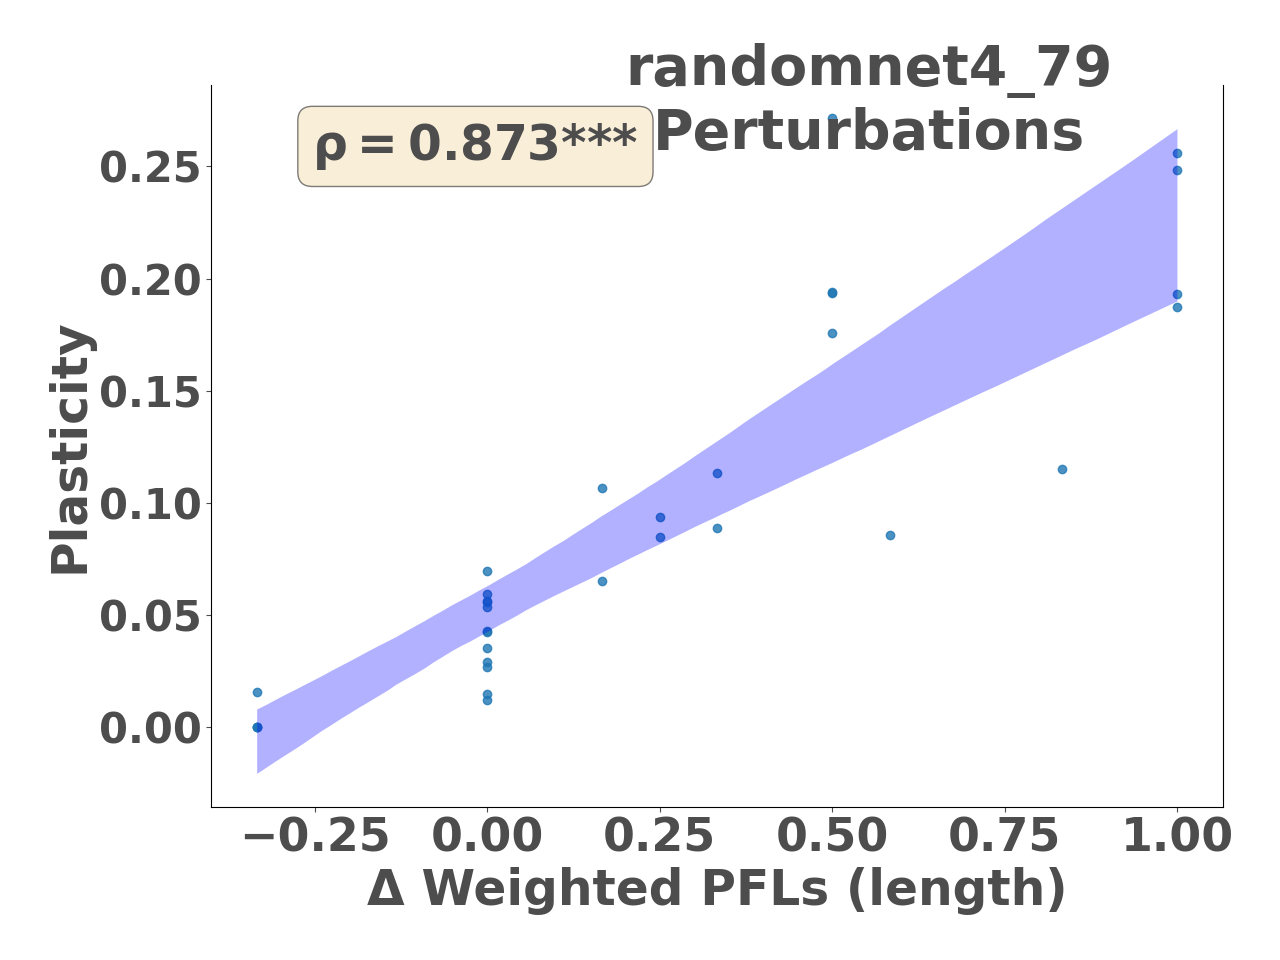 randomnet4_79
Perturbations
ρ = 0.873***
0.25
0.20
0.15
0.10
0.05
0.00
Plasticity
−0.25 0.00 0.25 0.50 0.75 1.00
Δ Weighted PFLs (length)